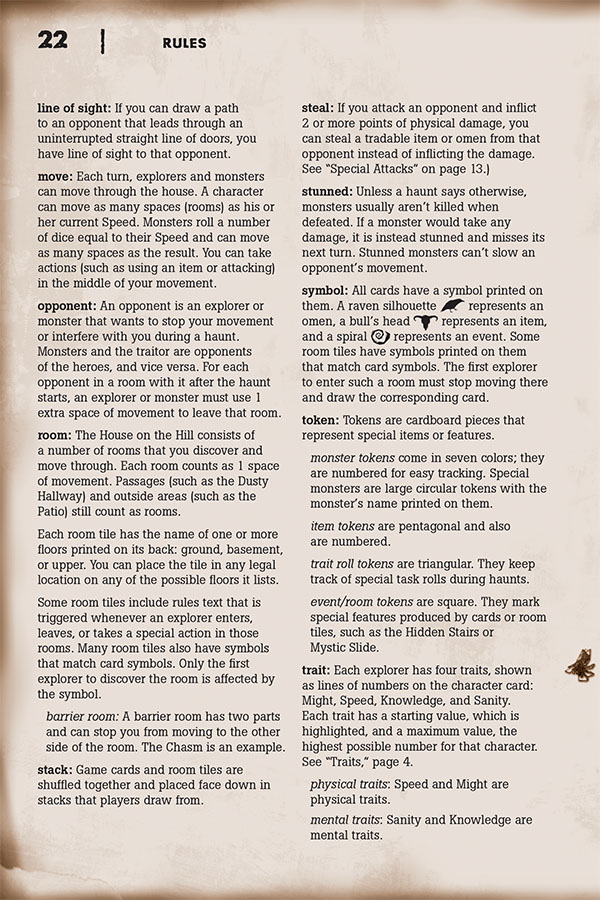 22
RULES
line of sight: If you can draw a path
to an opponent that leads through an
uninterrupted straight line of doors, you
have line of sight to that opponent.
move: Each turn, explorers and monsters
can move through the house. A character
can move as many spaces (rooms) as his or
her current Speed. Monsters roll a number
of dice equal to their Speed and can move
as many spaces as the result. You can take
actions (such as using an item or attacking)
in the middle of your movement.
opponent: An opponent is an explorer or
monster that wants to stop your movement
or interfere with you during a haunt.
Monsters and the traitor are opponents
of the heroes, and vice versa. For each
opponent in a room with it after the haunt
starts, an explorer or monster must use 1
extra space of movement to leave that room.
room: The House on the Hill consists of
a number of rooms that you discover and
move through. Each room counts as 1 space
of movement. Passages (such as the Dusty
Hallway) and outside areas (such as the
Patio) still count as rooms.
Each room tile has the name of one or more
floors printed on its back: ground, basement,
or upper. You can place the tile in any legal
location on any of the possible floors it lists.
Some room tiles include rules text that is
triggered whenever an explorer enters,
leaves, or takes a special action in those
rooms. Many room tiles also have symbols
that match card symbols. Only the first
explorer to discover the room is affected by
the symbol.
barrier room: A barrier room has two parts
and can stop you from moving to the other
side of the room. The Chasm is an example.
stack: Game cards and room tiles are
shuffled together and placed face down in
stacks that players draw from.
steal: If you attack an opponent and inflict
2 or more points of physical damage, you
can steal a tradable item or omen from that
opponent instead of inflicting the damage.
See "Special Attacks" on page 13.)
stunned: Unless a haunt says otherwise,
monsters usually aren't killed when
defeated. If a monster would take any
damage, it is instead stunned and misses its
next turn. Stunned monsters can't slow an
opponent's movement.
symbol: All cards have a symbol printed on
them. A raven silhouette represents an
omen, a bull's head represents an item,
and a spiral represents an event. Some
room tiles have symbols printed on them
that match card symbols. The first explorer
to enter such a room must stop moving there
and draw the corresponding card.
token: Tokens are cardboard pieces that
represent special items or features.
monster tokens come in seven colors; they
are numbered for easy tracking. Special
monsters are large circular tokens with the
monster's name printed on them.
item tokens are pentagonal and also
are numbered.
trait roll tokens are triangular. They keep
track of special task rolls during haunts.
event/room tokens are square. They mark
special features produced by cards or room
tiles, such as the Hidden Stairs or
Mystic Slide.
trait: Each explorer has four traits, shown
as lines of numbers on the character card:
Might, Speed, Knowledge, and Sanity.
Each trait has a starting value, which is
highlighted, and a maximum value, the
highest possible number for that character.
See "Traits," page 4.
physical traits: Speed and Might are
physical traits.
mental traits: Sanity and Knowledge are
mental traits.